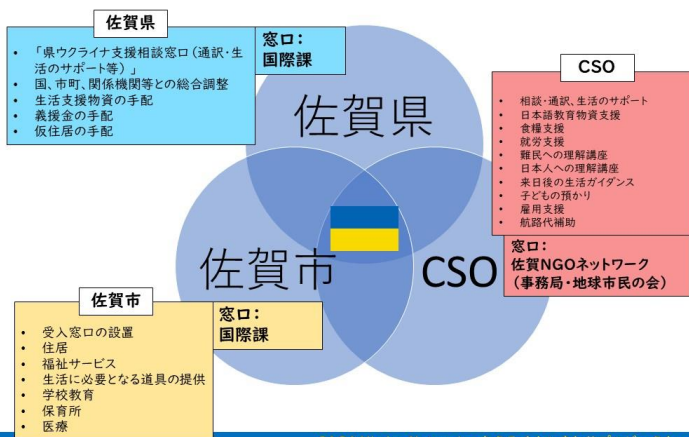 佐賀県
• 「県ウクライナ支援相談窓口（通訳・生
活のサポート等）」
• 国、市町、関係機関等との総合調整
• 生活支援物資の手配
• 義援金の手配
• 仮住居の手配
窓口：
国際課
CSO
• 相談・通訳、生活のサポート
• 日本語教育物資支援
• 食糧支援
• 就労支援
• 難民への理解講座
• 日本人への理解講座
• 来日後の生活ガイダンス
• 子どもの預かり
• 雇用支援
• 航路代補助
窓口：
佐賀NGOネットワーク
（事務局・地球市民の会）
佐賀県
佐賀市
CSO
佐賀市
• 受入窓口の設置
• 住居
• 福祉サービス
• 生活に必要となる道具の提供
• 学校教育
• 保育所
• 医療
窓口：
国際課